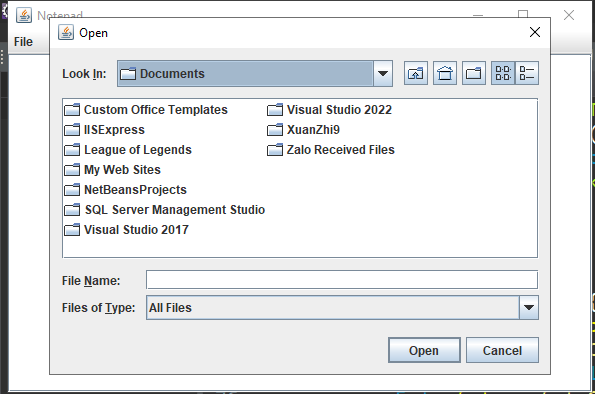 Notepad
File
Open
Look In: Documents
Custom Office Templates
IISExpress
League of Legends
My Web Sites
NetBeansProjects
SQL Server Management Studio
Visual Studio 2017
Visual Studio 2022
XuanZhi9
Zalo Received Files
File Name:
Files of Type: All Files
Open Cancel